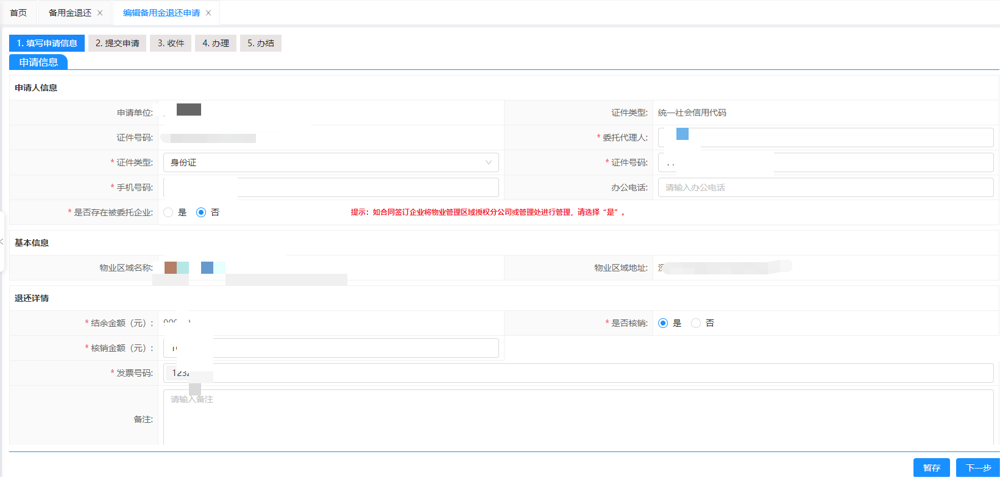 首页 备用金退还 编辑备用金退还申请
1. 填写申请信息 2. 提交申请 3. 收件 4. 办理 5. 办结
申请信息
申请人信息
申请单位: 证件类型: 统一社会信用代码
证件号码: * 委托代理人:
* 证件类型: 身份证 * 证件号码:
* 手机号码: 办公电话: 请输入办公电话
* 是否存在被委托企业: 是 否 提示：如合同签订企业将物业管理区域授权分公司或管理处进行管理，请选择“是”。
基本信息
物业区域名称: 物业区域地址:
退还详情
* 结余金额（元）: * 是否核销: 是 否
* 核销金额（元）:
* 发票号码: 123
备注: 请输入备注
暂存 下一步